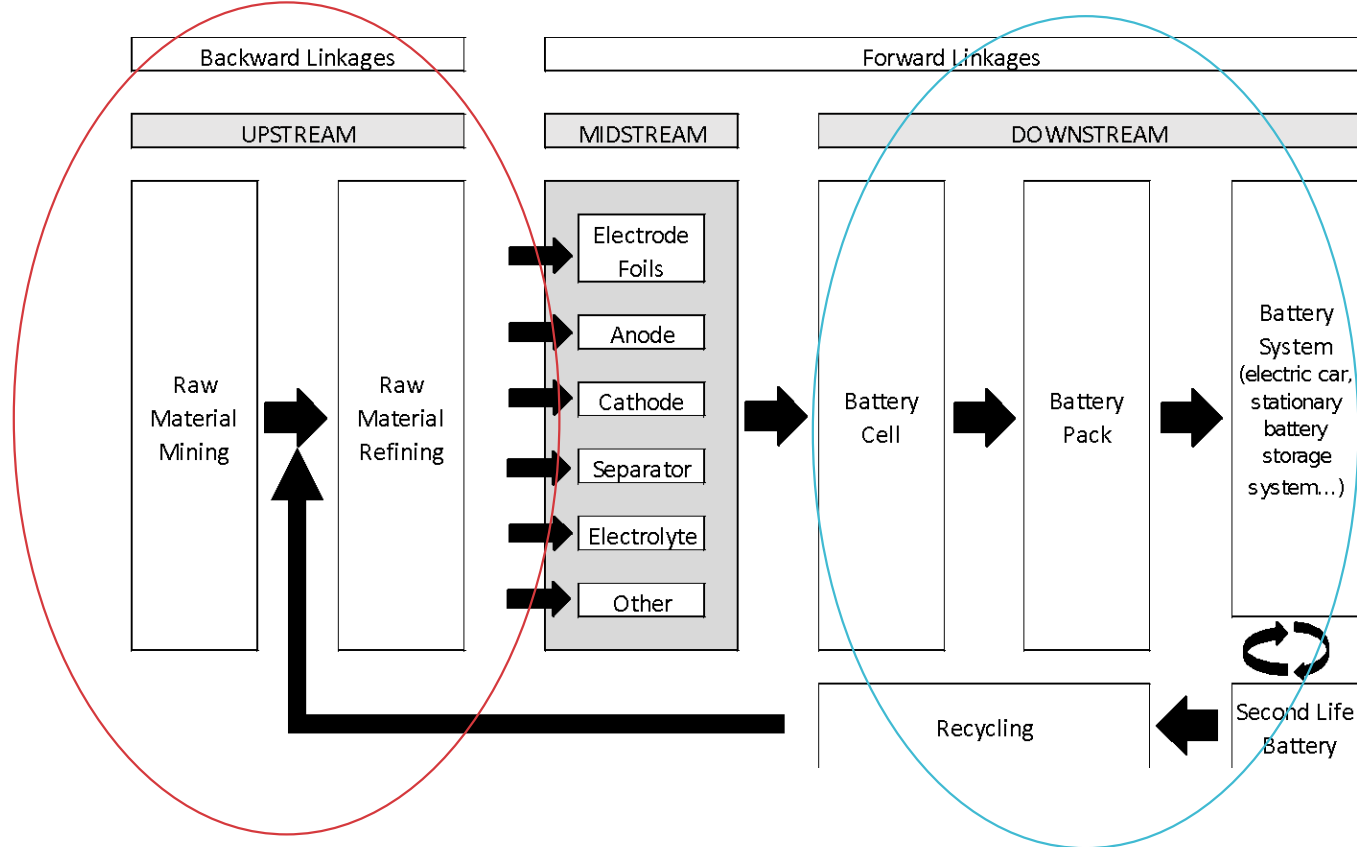 Backward Linkages
Forward Linkages
UPSTREAM
MIDSTREAM
DOWNSTREAM
Raw
Material
Mining
Raw
Material
Refining
Electrode
Foils
Anode
Cathode
Separator
Electrolyte
Other
Battery
Cell
Battery
Pack
Battery
System
(electric car,
stationary
battery
storage
system...)
Recycling
Second Life
Battery